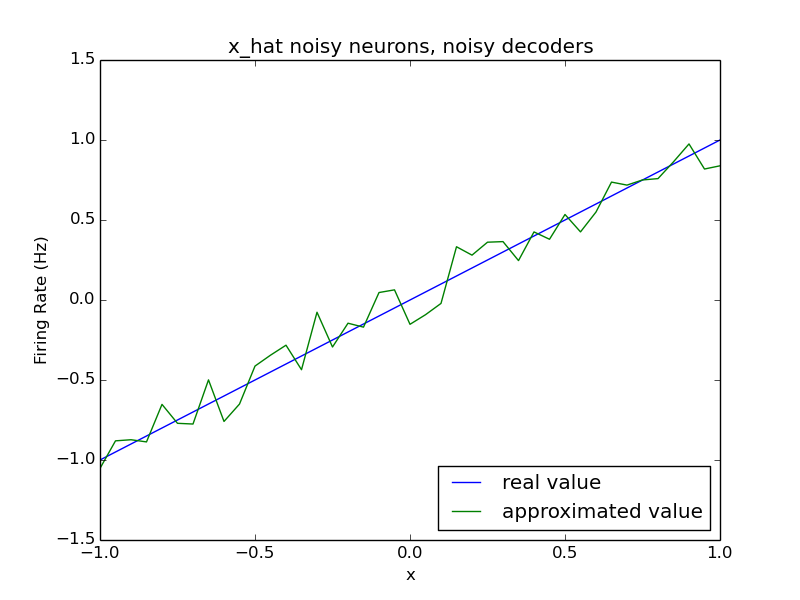 x_hat noisy neurons, noisy decoders
1.5
1.0
0.5
0.0
−0.5
−1.0
−1.5
Firing Rate (Hz)
real value
approximated value
−1.0 −0.5 0.0 0.5 1.0
x